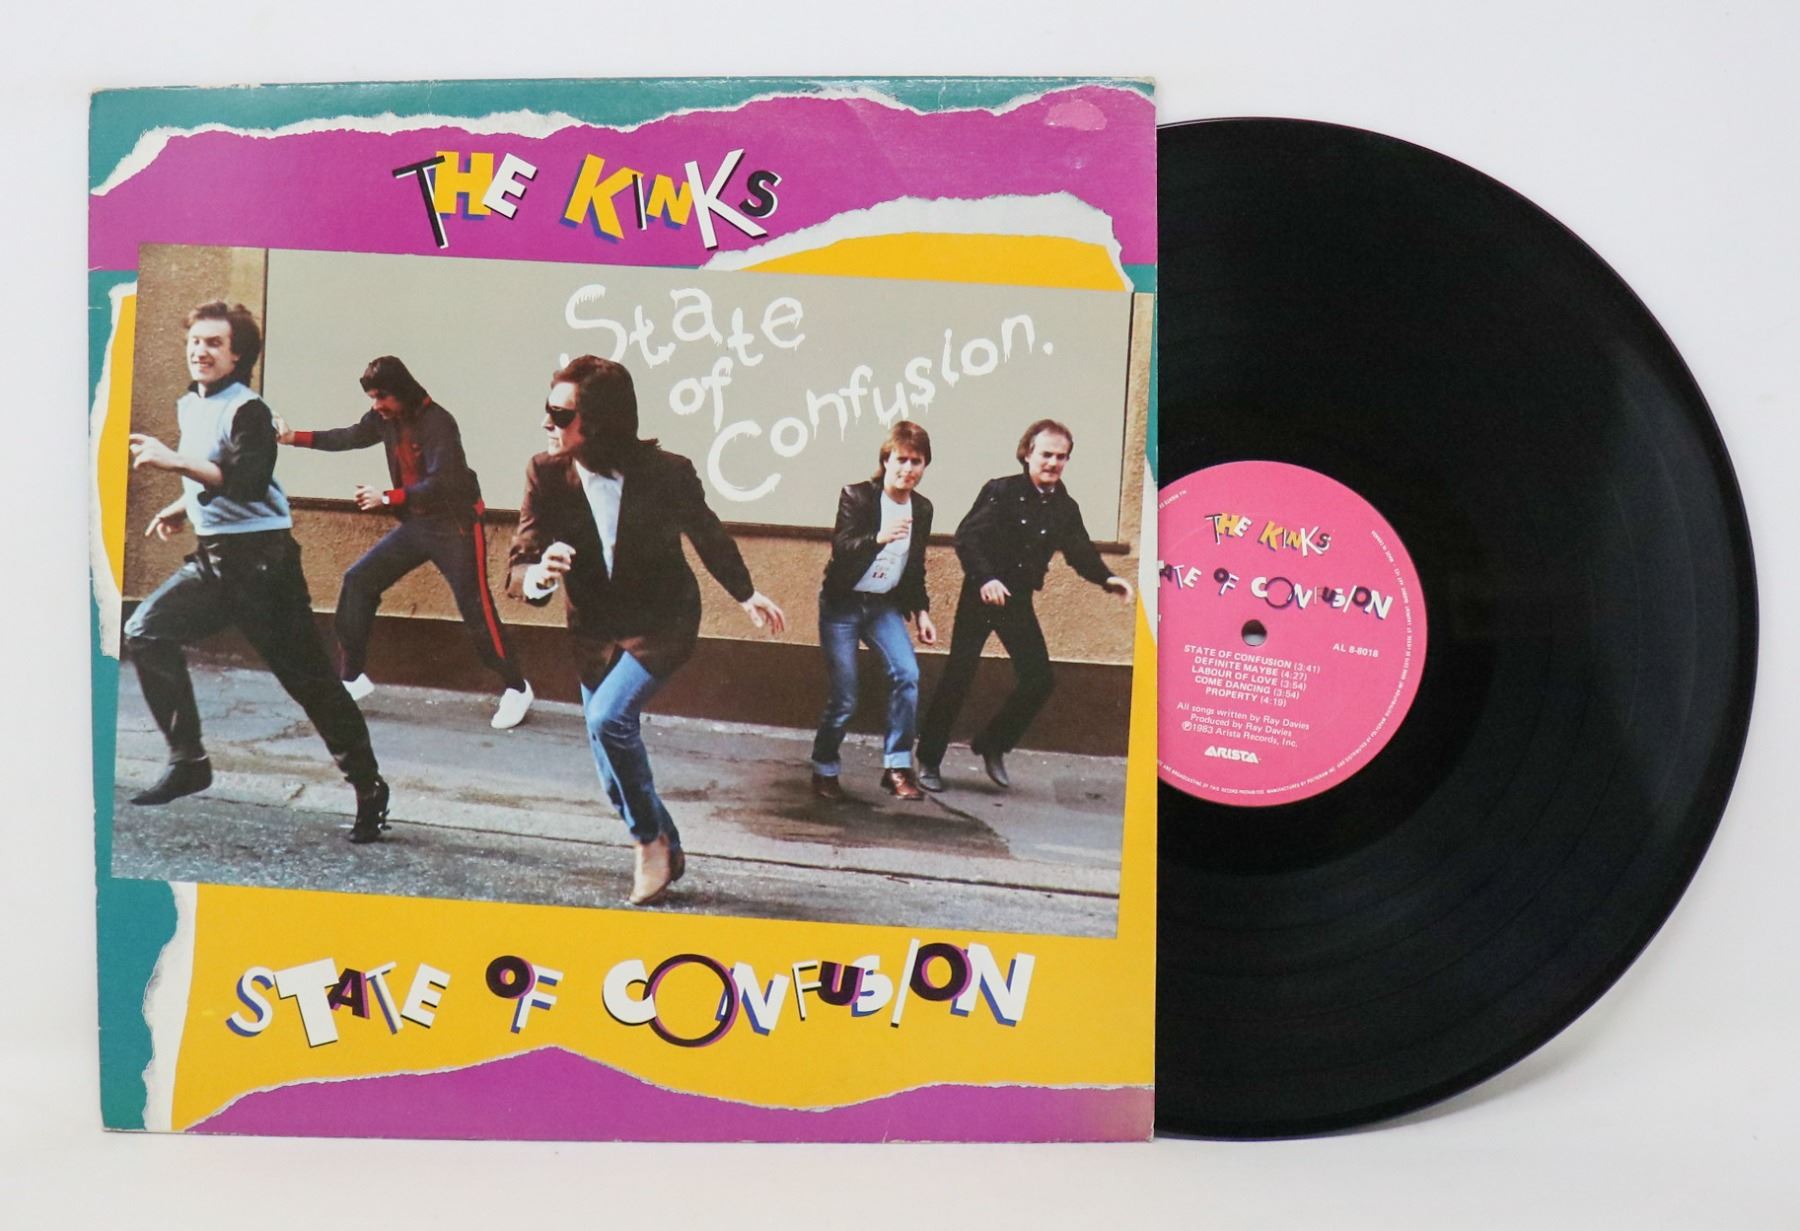 THE KINKS
State
of
Confusion.
STATE OF CONFUSION
THE KINKS
STATE OF CONFUSION
AL 8-8018
STATE OF CONFUSION (3:41)
DEFINITE MAYBE (4:27)
LABOUR OF LOVE (3:54)
COME DANCING (3:54)
PROPERTY (4:19)
All songs written by Ray Davies
Produced by Ray Davies
Ⓟ1983 Arista Records, Inc.
ARISTA